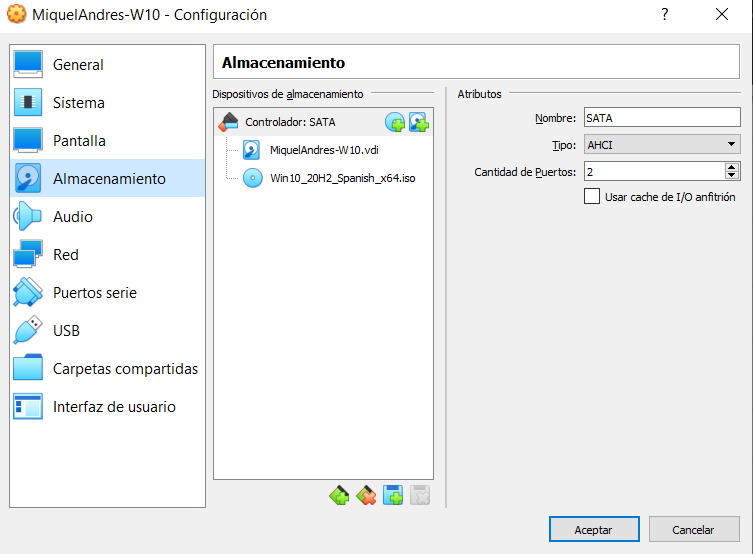 MiquelAndres-W10 - Configuración
?
General
Sistema
Pantalla
Almacenamiento
Audio
Red
Puertos serie
USB
Carpetas compartidas
Interfaz de usuario
Almacenamiento
Dispositivos de almacenamiento
Controlador: SATA
MiquelAndres-W10.vdi
Win10_20H2_Spanish_x64.iso
Atributos
Nombre: SATA
Tipo: AHCI
Cantidad de Puertos: 2
Usar cache de I/O anfitrión
Aceptar
Cancelar